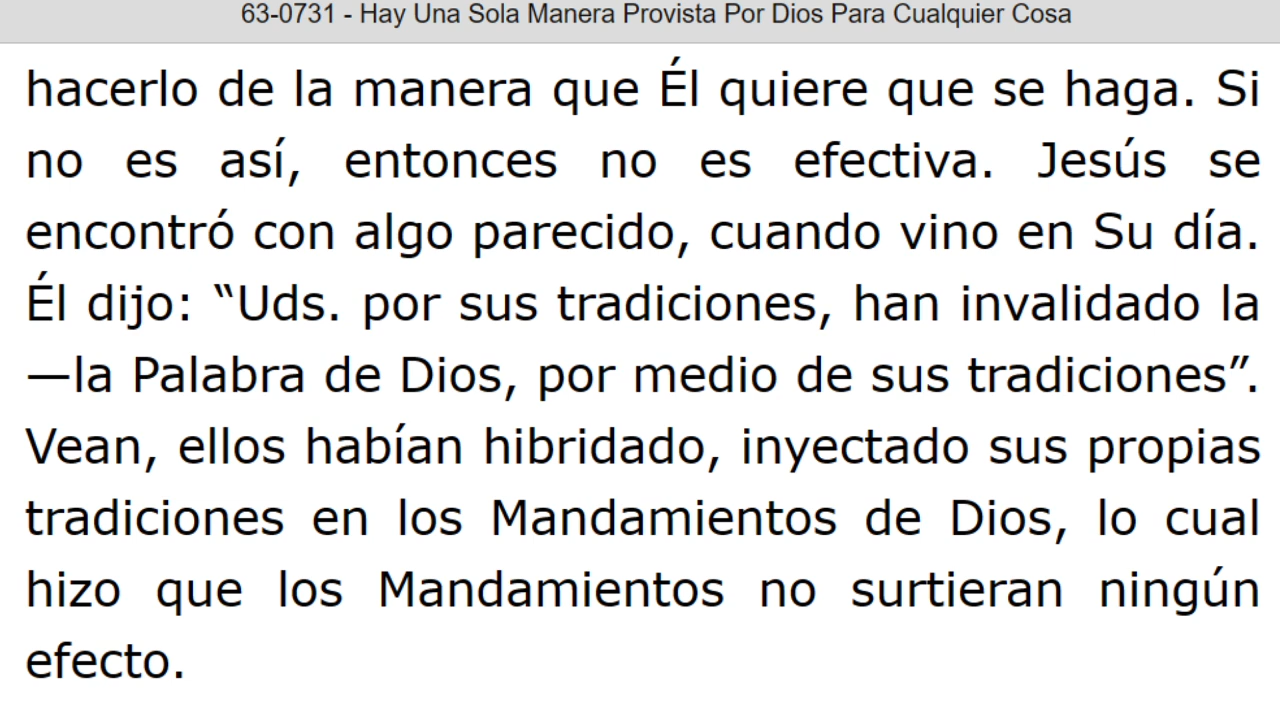 63-0731 - Hay Una Sola Manera Provista Por Dios Para Cualquier Cosa
hacerlo de la manera que Él quiere que se haga. Si
no es así, entonces no es efectiva. Jesús se
encontró con algo parecido, cuando vino en Su día.
Él dijo: “Uds. por sus tradiciones, han invalidado la
—la Palabra de Dios, por medio de sus tradiciones”.
Vean, ellos habían hibridado, inyectado sus propias
tradiciones en los Mandamientos de Dios, lo cual
hizo que los Mandamientos no surtieran ningún
efecto.